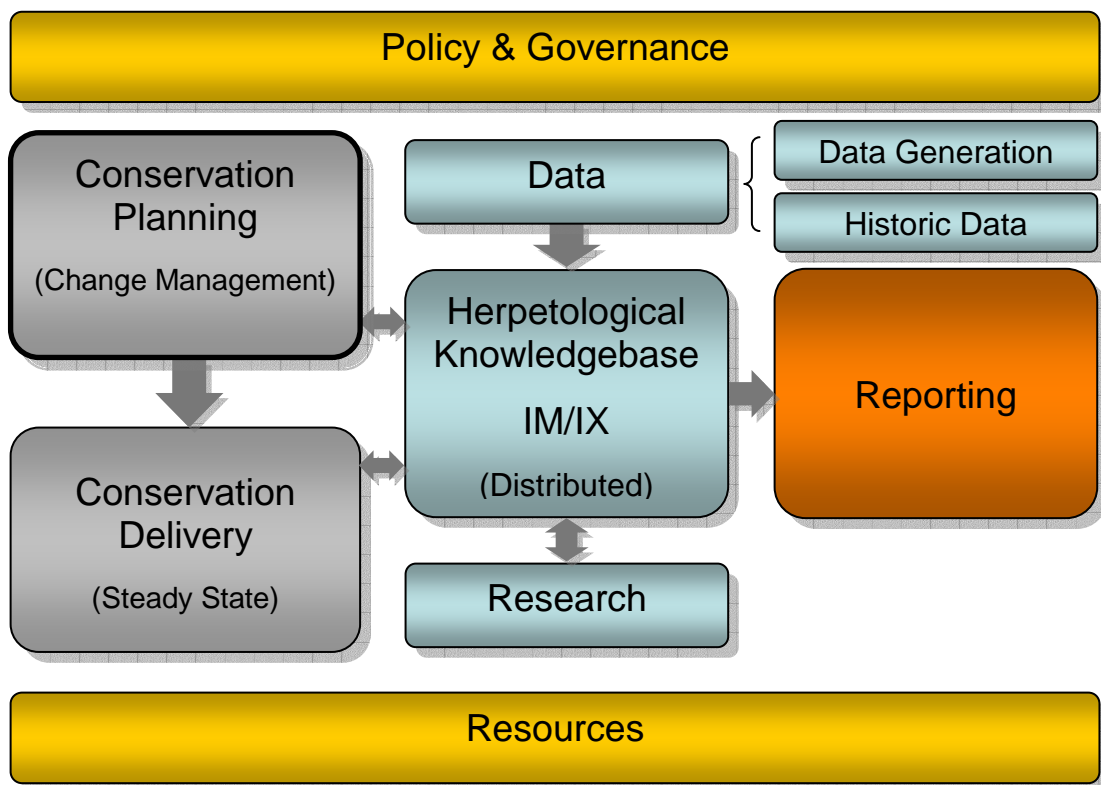 Policy & Governance
Conservation
Planning
(Change Management)
Data
Data Generation
Historic Data
Herpetological
Knowledgebase
IM/IX
(Distributed)
Reporting
Conservation
Delivery
(Steady State)
Research
Resources